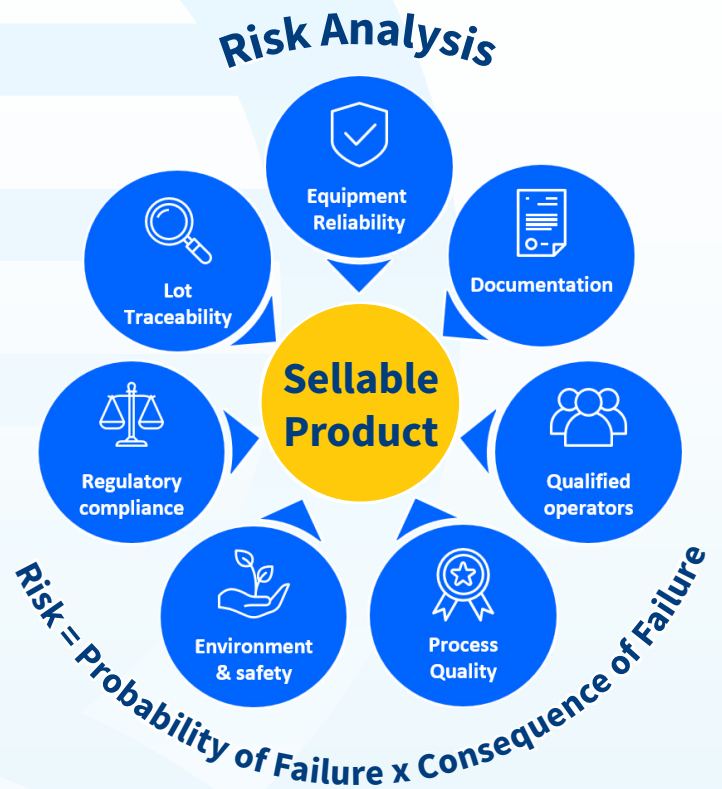 Risk Analysis
Equipment
Reliability
Documentation
Lot
Traceability
Sellable
Product
Regulatory
compliance
Qualified
operators
Environment
& safety
Process
Quality
Risk = Probability of Failure x Consequence of Failure